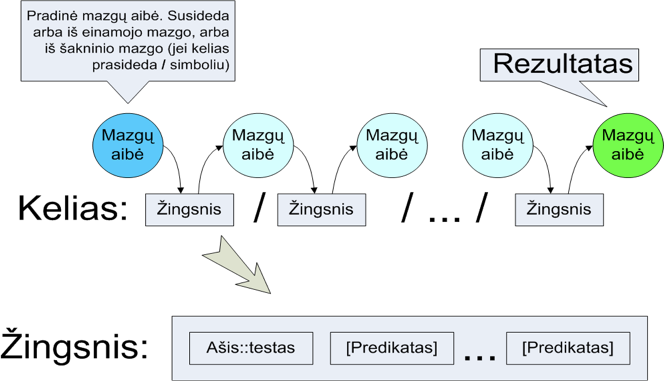 Pradinė mazgų aibė. Susideda
arba iš einamojo mazgo, arba
iš šakninio mazgo (jei kelias
prasideda / simboliu)
Rezultatas
Mazgų
aibė
Mazgų
aibė
Mazgų
aibė
Mazgų
aibė
Mazgų
aibė
Kelias: Žingsnis / Žingsnis / ... / Žingsnis
Žingsnis: Ašis::testas [Predikatas] ... [Predikatas]